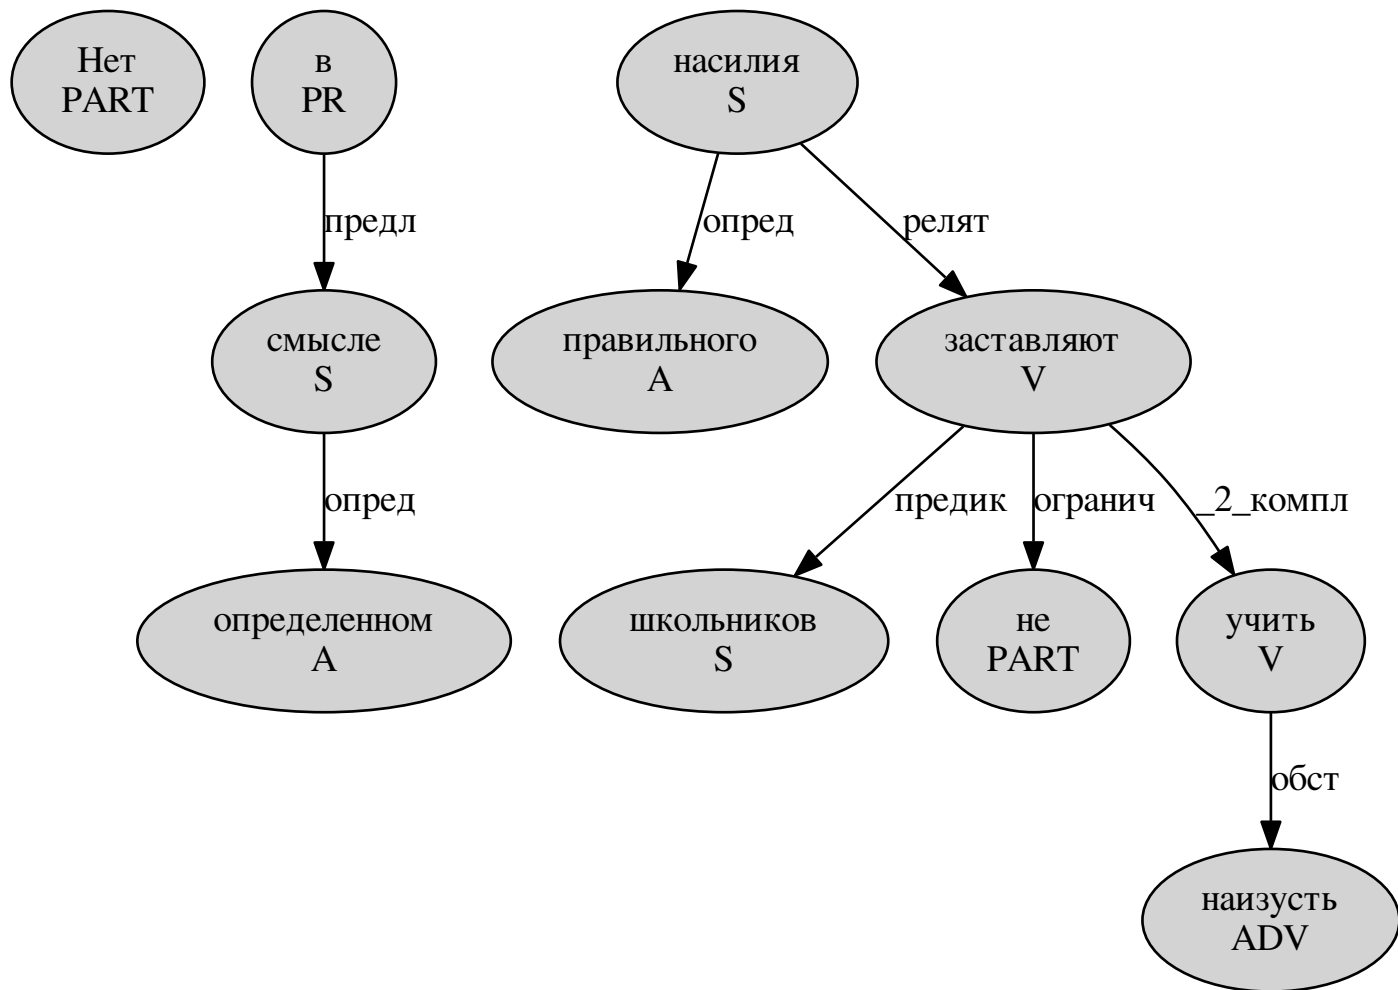 Нет
PART
в
PR
насилия
S
предл
опред
релят
смысле
S
правильного
A
заставляют
V
опред
предик
огранич
_2_компл
определенном
A
школьников
S
не
PART
учить
V
обст
наизусть
ADV